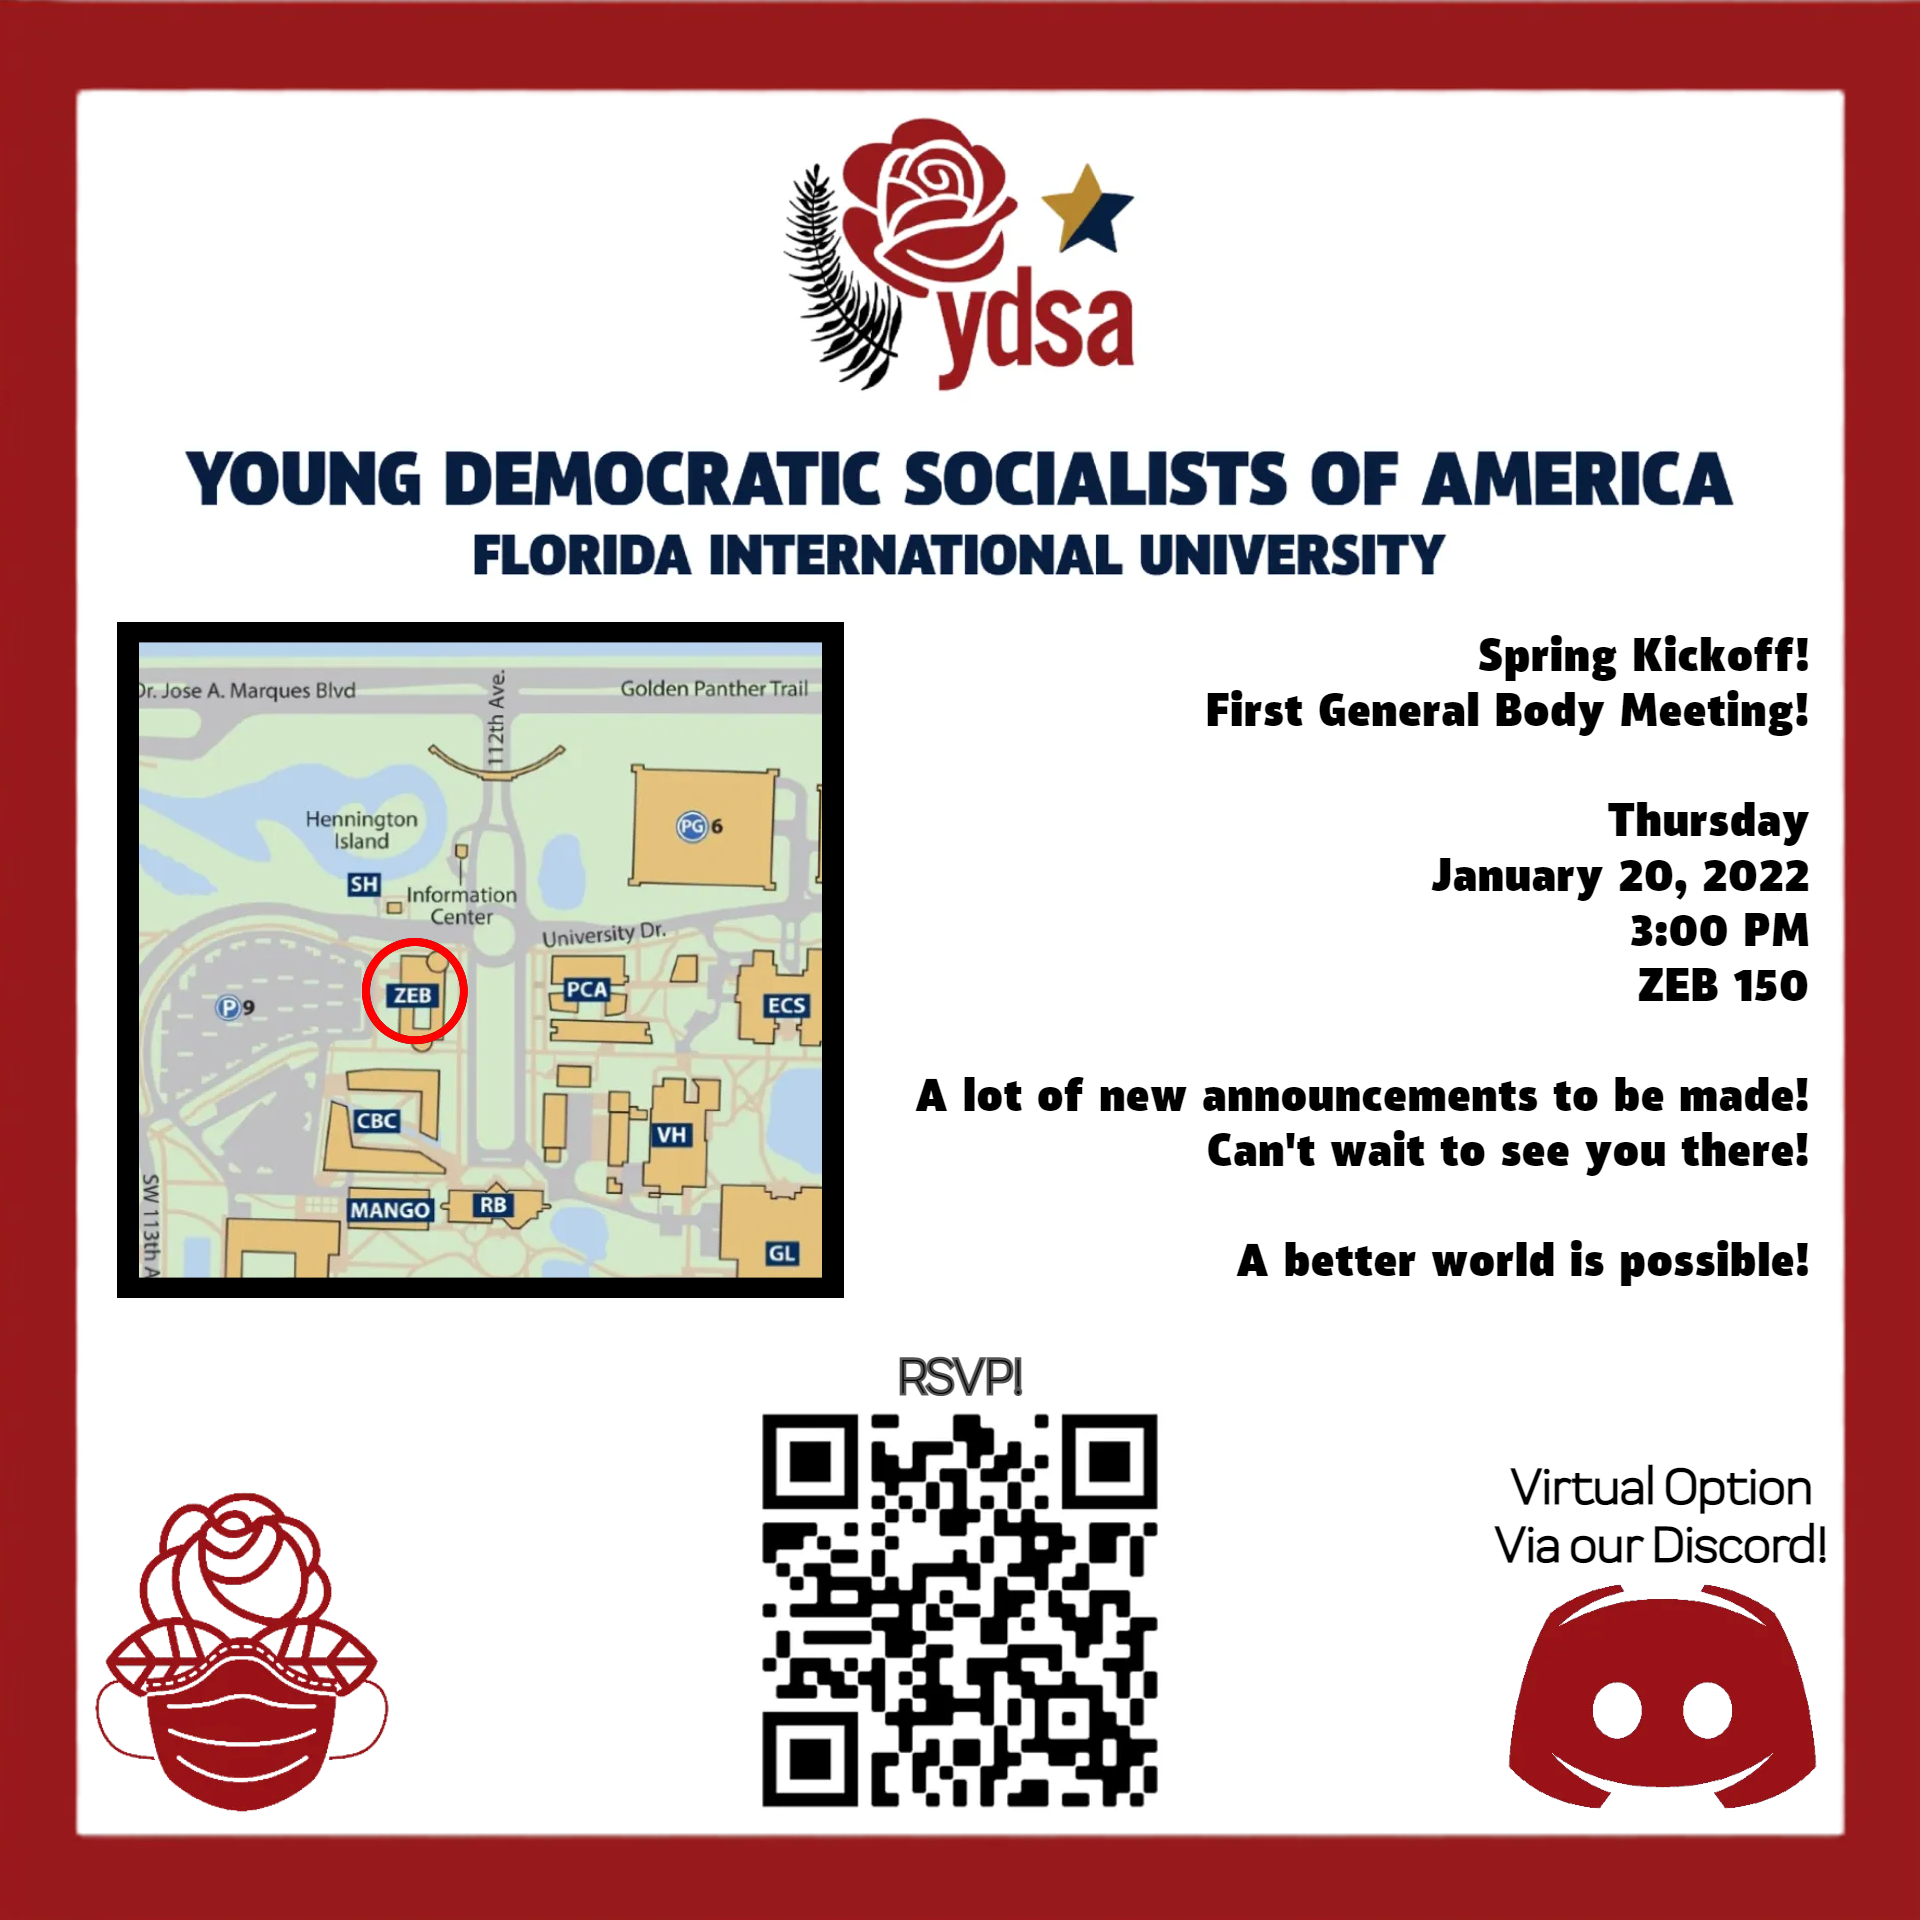 ydsa
YOUNG DEMOCRATIC SOCIALISTS OF AMERICA
FLORIDA INTERNATIONAL UNIVERSITY
Dr. Jose A. Marques Blvd
112th Ave.
Golden Panther Trail
Hennington
Island
PG 6
SH
Information
Center
University Dr.
ZEB
PCA
ECS
P 9
CBC
VH
MANGO
RB
GL
SW 113th A
Spring Kickoff!
First General Body Meeting!
Thursday
January 20, 2022
3:00 PM
ZEB 150
A lot of new announcements to be made!
Can't wait to see you there!
A better world is possible!
RSVP!
Virtual Option
Via our Discord!